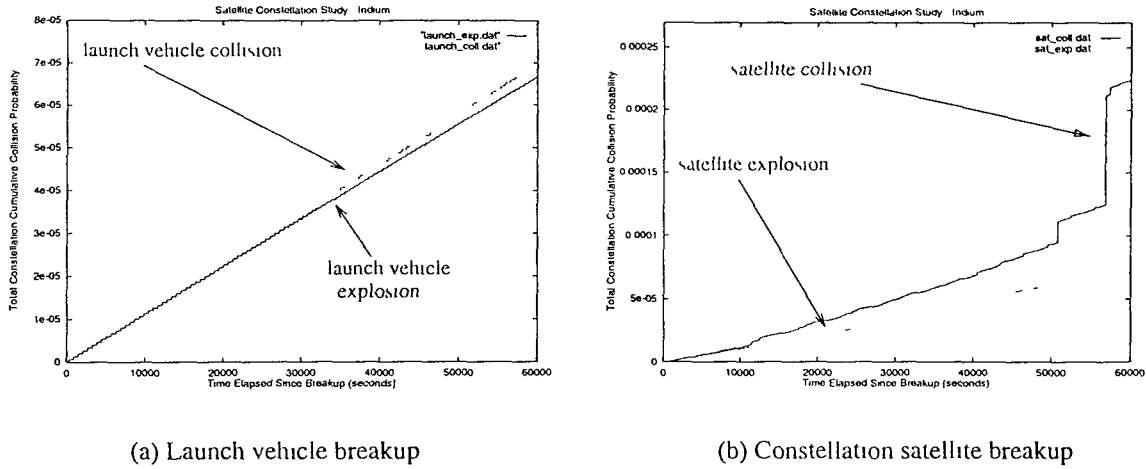 Satellite Constellation Study Indium
8e-05
7e-05
6e-05
5e-05
4e-05
3e-05
2e-05
1e-05
0
Total Constellation Cumulative Collision Probability
"launch_exp.dat"
launch_coll dat"
launch vehicle collision
launch vehicle
explosion
0 10000 20000 30000 40000 50000 60000
Time Elapsed Since Breakup (seconds)
(a) Launch vehicle breakup
Satellite Constellation Study Indium
0 00025
0 0002
0 00015
0 0001
5e-05
0
Total Constellation Cumulative Collision Probability
sat_coll dat
sat_exp dat
satellite collision
satellite explosion
0 10000 20000 30000 40000 50000 60000
Time Elapsed Since Breakup (seconds)
(b) Constellation satellite breakup